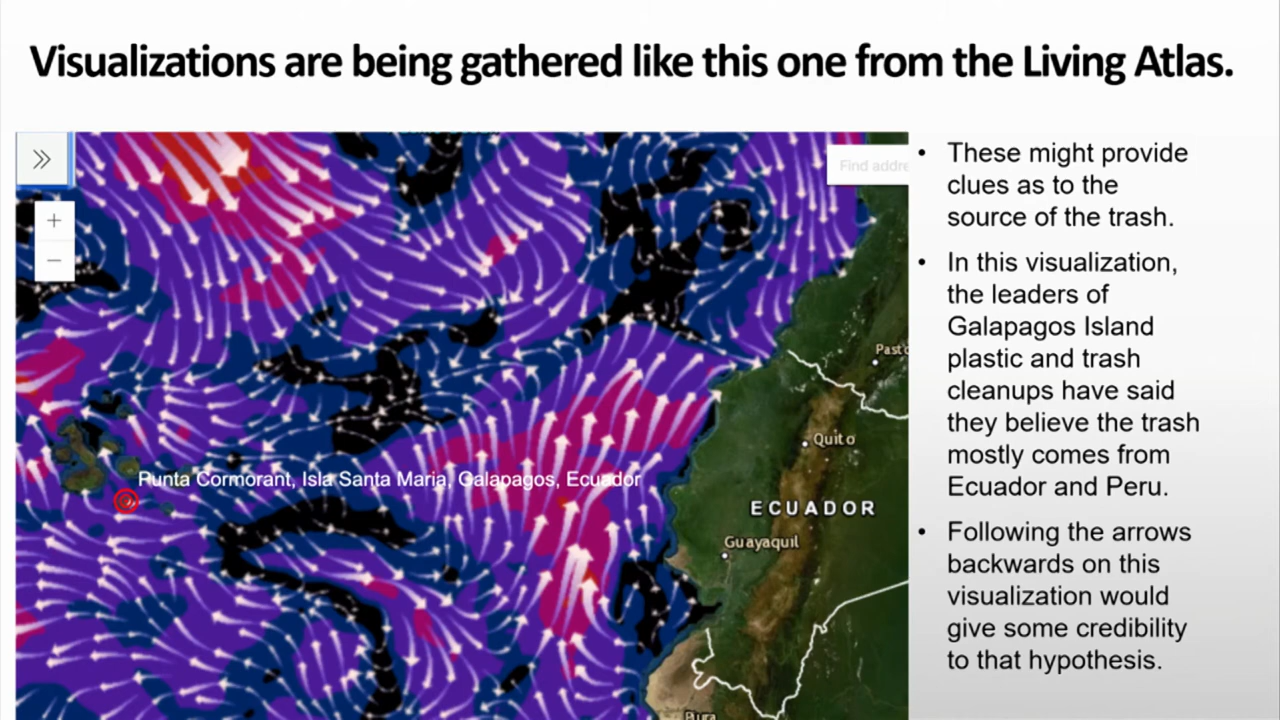 Visualizations are being gathered like this one from the Living Atlas.
Find addre
Pasto
Quito
Punta Cormorant, Isla Santa Maria, Galapagos, Ecuador
ECUADOR
Guayaquil
Piura
• These might provide
clues as to the
source of the trash.
• In this visualization,
the leaders of
Galapagos Island
plastic and trash
cleanups have said
they believe the trash
mostly comes from
Ecuador and Peru.
• Following the arrows
backwards on this
visualization would
give some credibility
to that hypothesis.